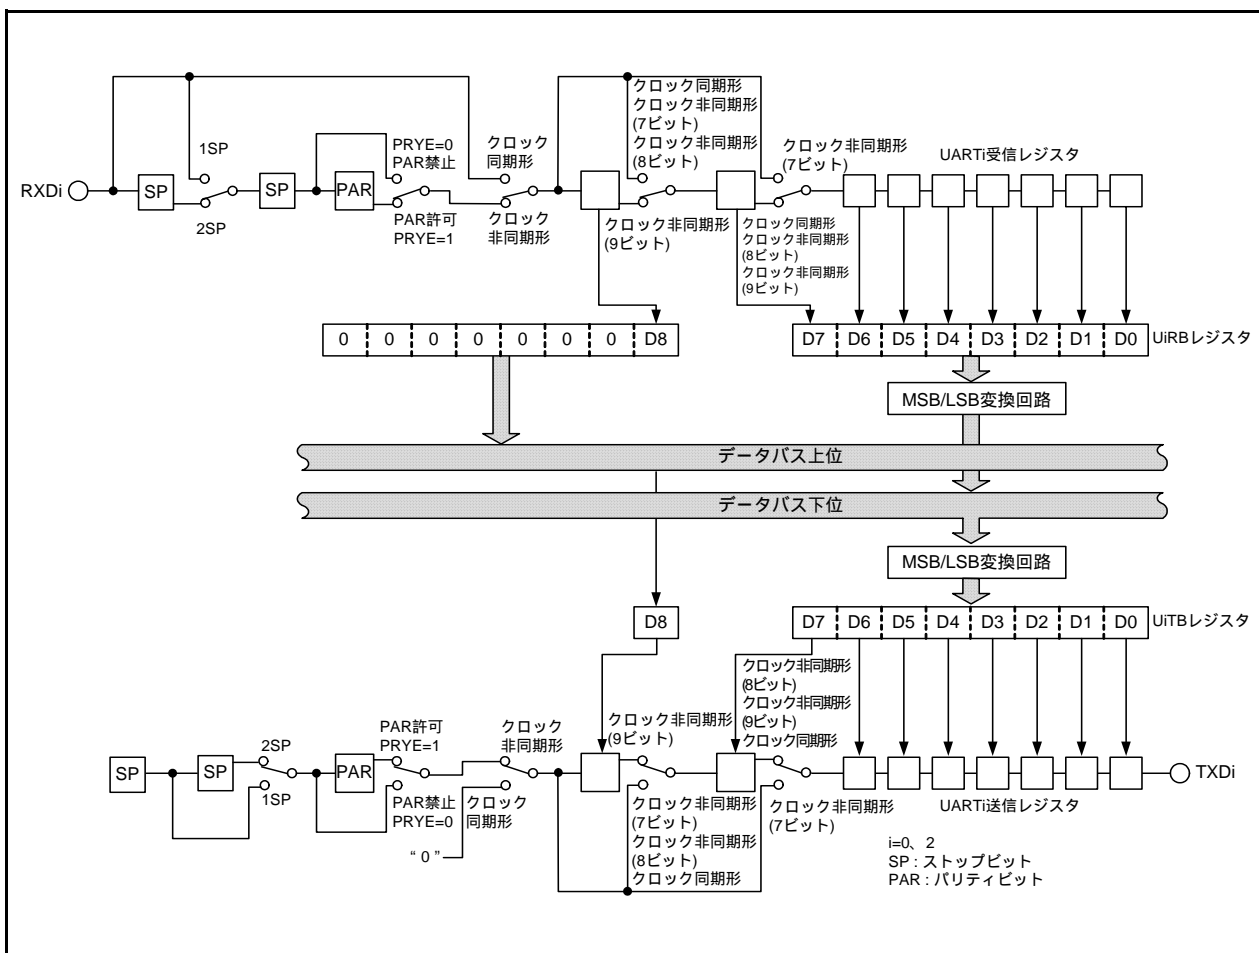 クロック同期形
クロック非同期形
(7ビット)
クロック非同期形
(8ビット)
1SP
PRYE=0
PAR禁止
クロック
同期形
クロック非同期形
(7ビット)
UARTi受信レジスタ
RXDi
SP
SP
PAR
2SP
PAR許可
PRYE=1
クロック
非同期形
クロック非同期形
(9ビット)
クロック同期形
クロック非同期形
(8ビット)
クロック非同期形
(9ビット)
0 0 0 0 0 0 0 D8
D7 D6 D5 D4 D3 D2 D1 D0
UiRBレジスタ
MSB/LSB変換回路
データバス上位
データバス下位
MSB/LSB変換回路
D8
D7 D6 D5 D4 D3 D2 D1 D0
UiTBレジスタ
クロック非同期形
(8ビット)
クロック非同期形
(9ビット)
クロック同期形
クロック非同期形
(9ビット)
PAR許可
PRYE=1
クロック
非同期形
2SP
SP
SP
PAR
1SP
PAR禁止
PRYE=0
クロック
同期形
“0”
クロック非同期形
(7ビット)
クロック非同期形
(8ビット)
クロック同期形
クロック非同期形
(7ビット)
TXDi
UARTi送信レジスタ
i=0、2
SP : ストップビット
PAR : パリティビット